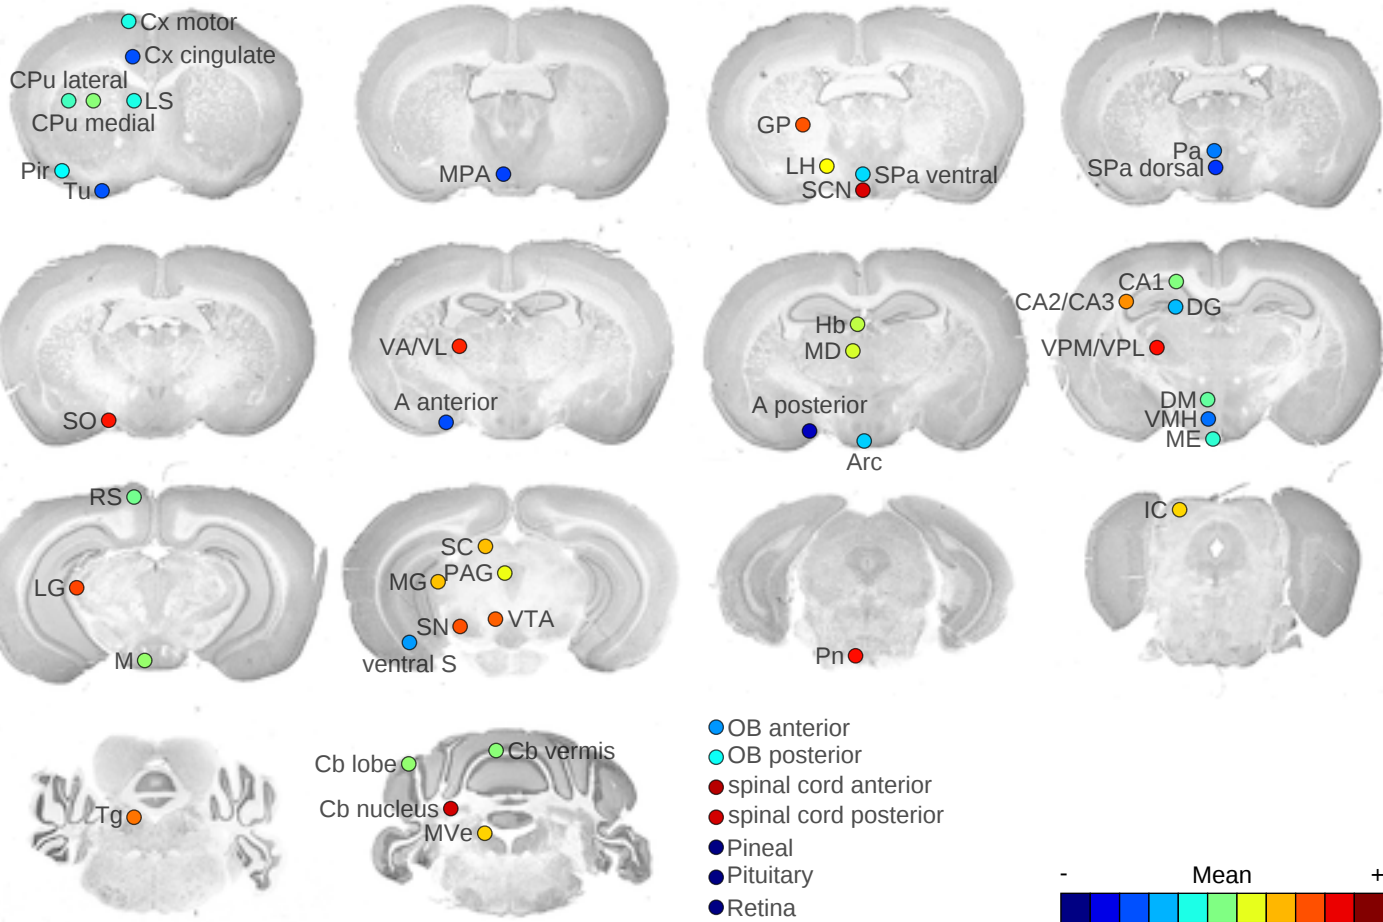 Cx motor
Cx cingulate
CPu lateral
LS
CPu medial
Pir
Tu
MPA
GP
LH
SPa ventral
SCN
Pa
SPa dorsal
SO
VA/VL
A anterior
Hb
MD
A posterior
Arc
CA1
CA2/CA3
DG
VPM/VPL
DM
VMH
ME
RS
LG
M
SC
PAG
MG
SN
VTA
ventral S
Pn
IC
Tg
Cb vermis
Cb lobe
Cb nucleus
MVe
OB anterior
OB posterior
spinal cord anterior
spinal cord posterior
Pineal
Pituitary
Retina
- Mean +